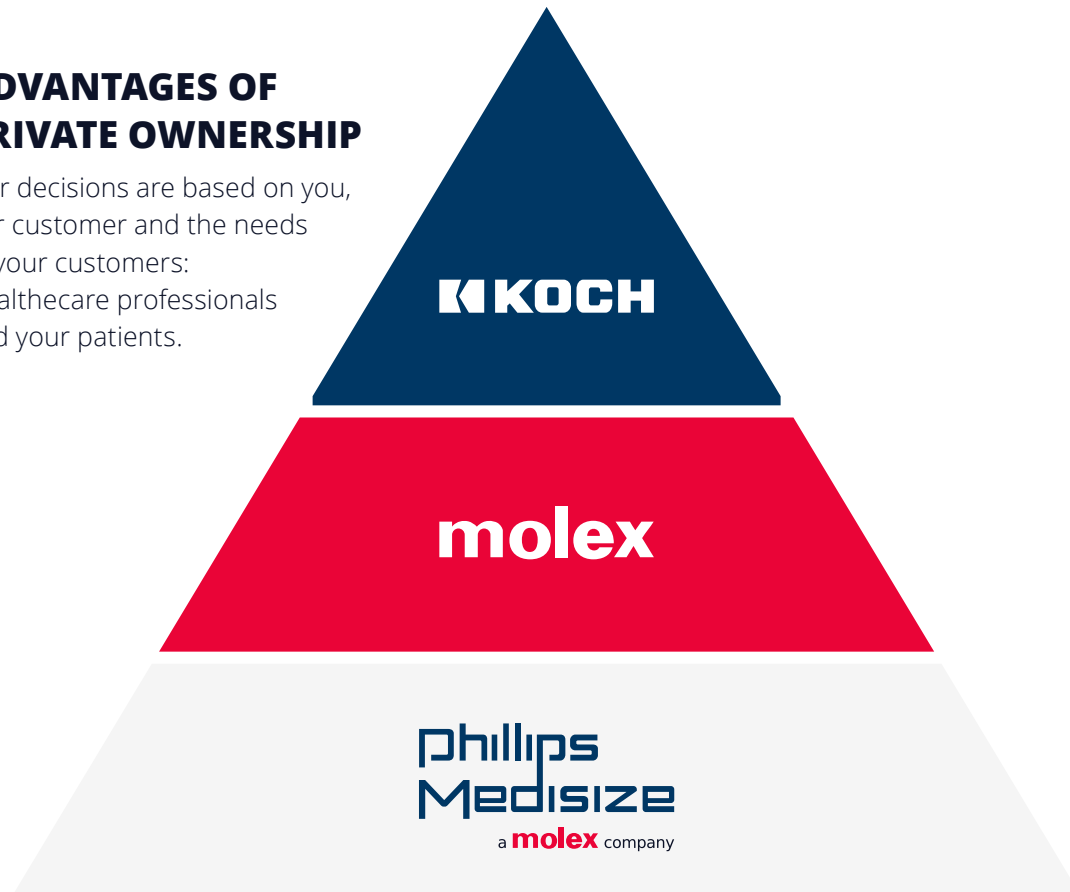 DVANTAGES OF
RIVATE OWNERSHIP
r decisions are based on you,
r customer and the needs
your customers:
althecare professionals
d your patients.
KOCH
molex
phillips
Medisize
a molex company